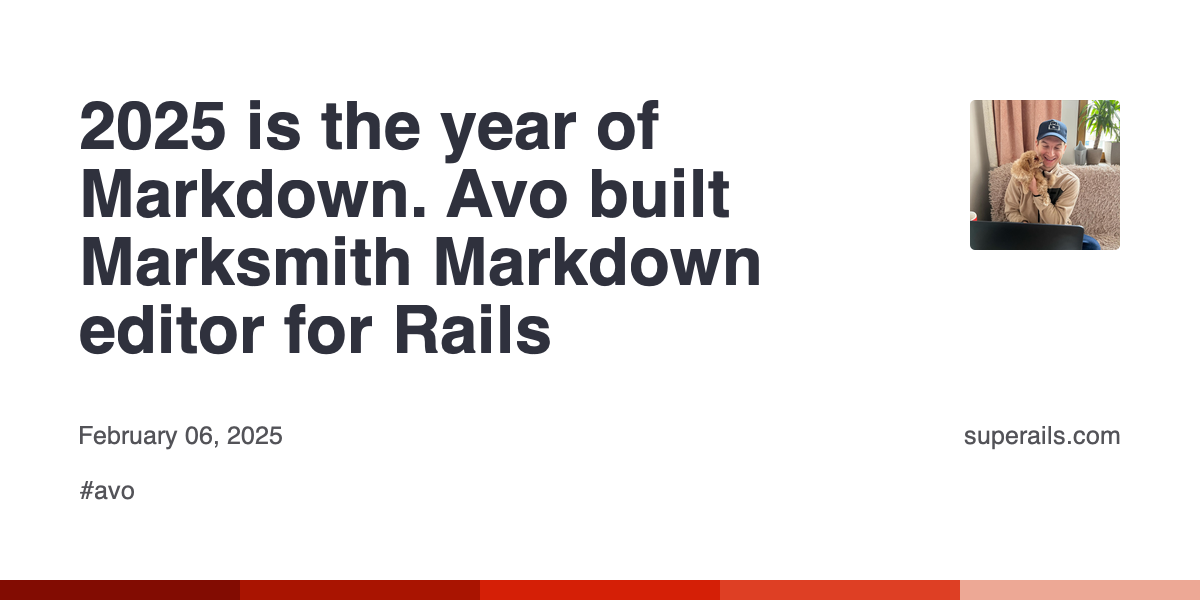 2025 is the year of
Markdown. Avo built
Marksmith Markdown
editor for Rails
February 06, 2025
superails.com
#avo